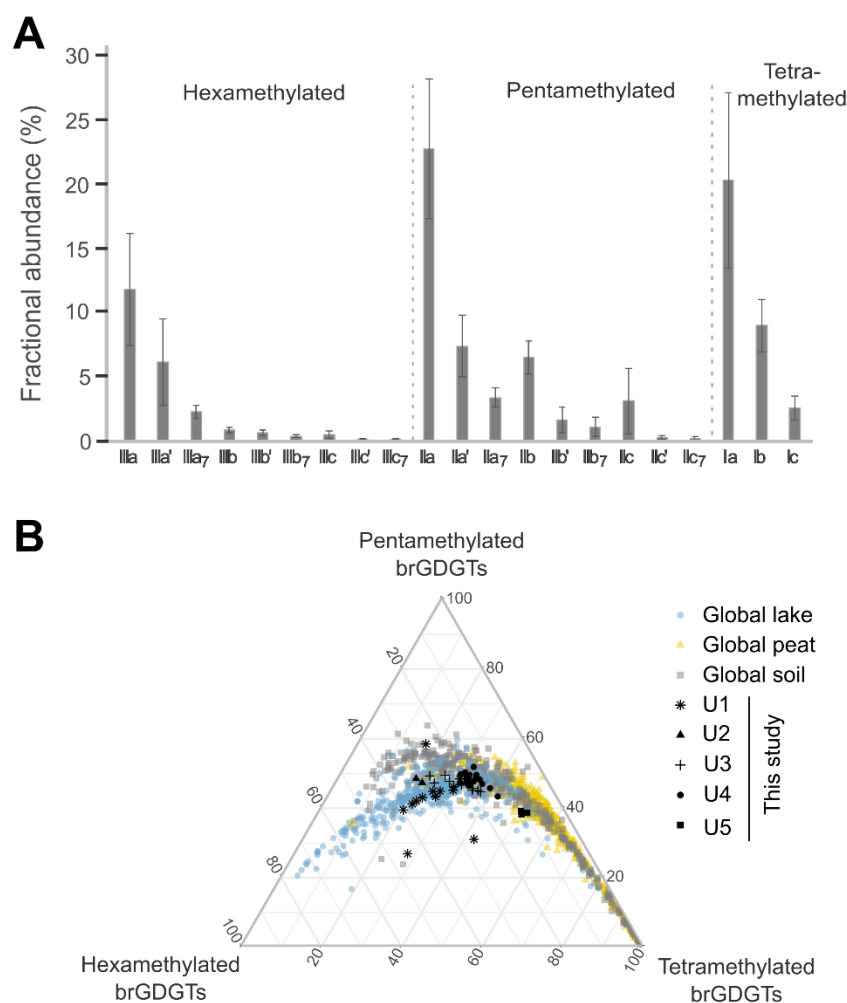 A
Fractional abundance (%)
30
25
20
15
10
5
0
Hexamethylated
Pentamethylated
Tetra-
methylated
IIIa IIIa' IIIa7 IIIb IIIb' IIIb7 IIIc IIIc' IIIc7 IIa IIa' IIa7 IIb IIb' IIb7 IIc IIc' IIc7 Ia Ib Ic
B
Pentamethylated
brGDGTs
100
80
60
40
20
20
40
60
80
100
20
40
60
80
100
Hexamethylated
brGDGTs
Tetramethylated
brGDGTs
Global lake
Global peat
Global soil
U1
U2
U3
U4
U5
This study